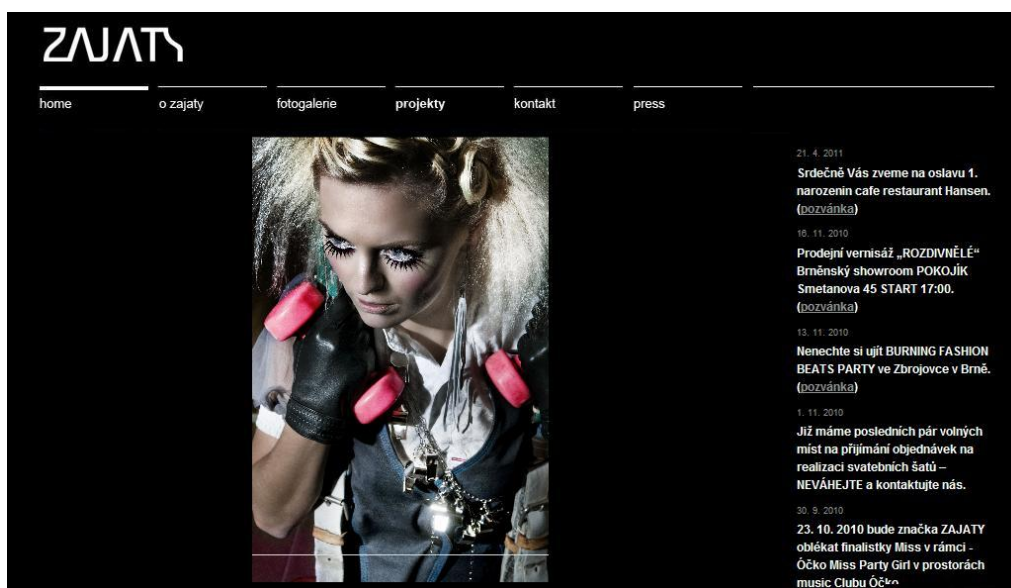 ZAJATY
home
o zajaty
fotogalerie
projekty
kontakt
press
21. 4. 2011
Srdečně Vás zveme na oslavu 1.
narozenin cafe restaurant Hansen.
(pozvánka)
16. 11. 2010
Prodejní vernisáž „ROZDIVNĚLÉ“
Brněnský showroom POKOJÍK
Smetanova 45 START 17:00.
(pozvánka)
13. 11. 2010
Nenechte si ujít BURNING FASHION
BEATS PARTY ve Zbrojovce v Brně.
(pozvánka)
1. 11. 2010
Již máme posledních pár volných
míst na přijímání objednávek na
realizaci svatebních šatů –
NEVÁHEJTE a kontaktujte nás.
30. 9. 2010
23. 10. 2010 bude značka ZAJATY
oblékat finalistky Miss v rámci -
Óčko Miss Party Girl v prostorách
music Clubu Óčko